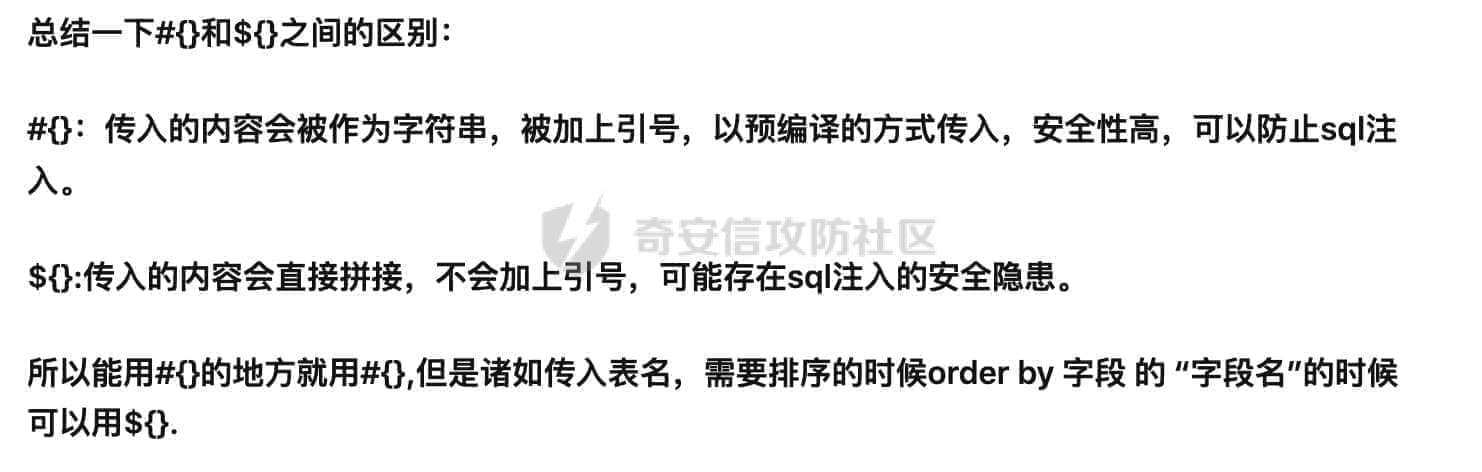 总结一下#{}和${}之间的区别：
#{}：传入的内容会被作为字符串，被加上引号，以预编译的方式传入，安全性高，可以防止sql注
入。
奇安信攻防社区
${}:传入的内容会直接拼接，不会加上引号，可能存在sql注入的安全隐患。
所以能用#{}的地方就用#{},但是诸如传入表名，需要排序的时候order by 字段 的 “字段名”的时候
可以用${}.